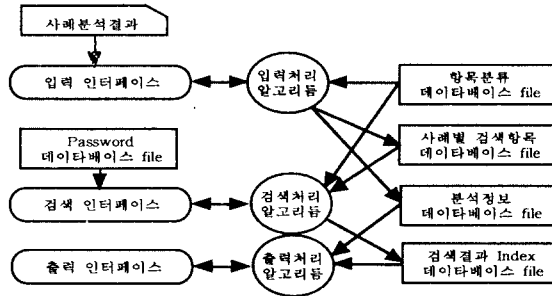 사례분석결과
입력 인터페이스
입력처리
알고리듬
항목분류
데이타베이스 file
사례별 검색항목
데이타베이스 file
Password
데이타베이스 file
검색 인터페이스
검색처리
알고리듬
분석정보
데이타베이스 file
출력 인터페이스
출력처리
알고리듬
검색결과 Index
데이타베이스 file